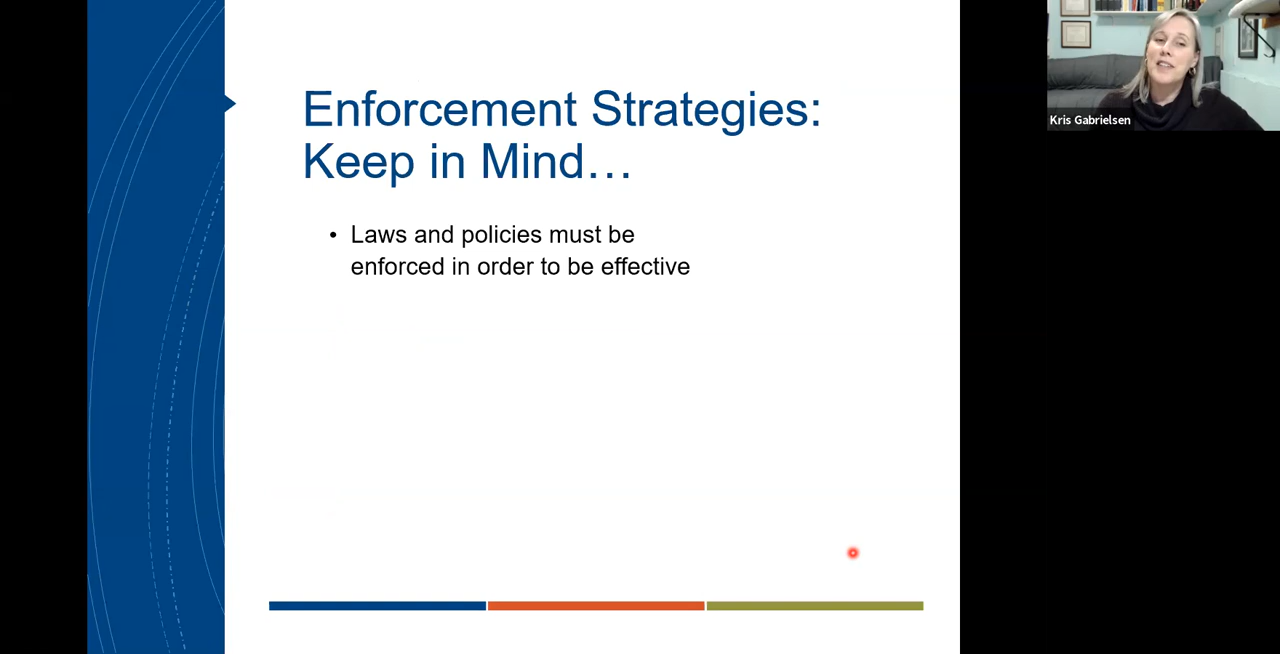 Enforcement Strategies:
Keep in Mind…
• Laws and policies must be
enforced in order to be effective
Kris Gabrielsen